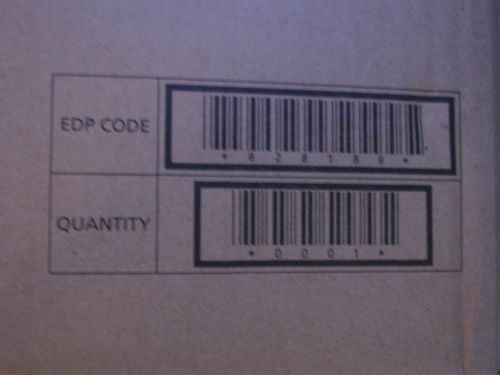 EDP CODE
*828188*
QUANTITY
*0001*